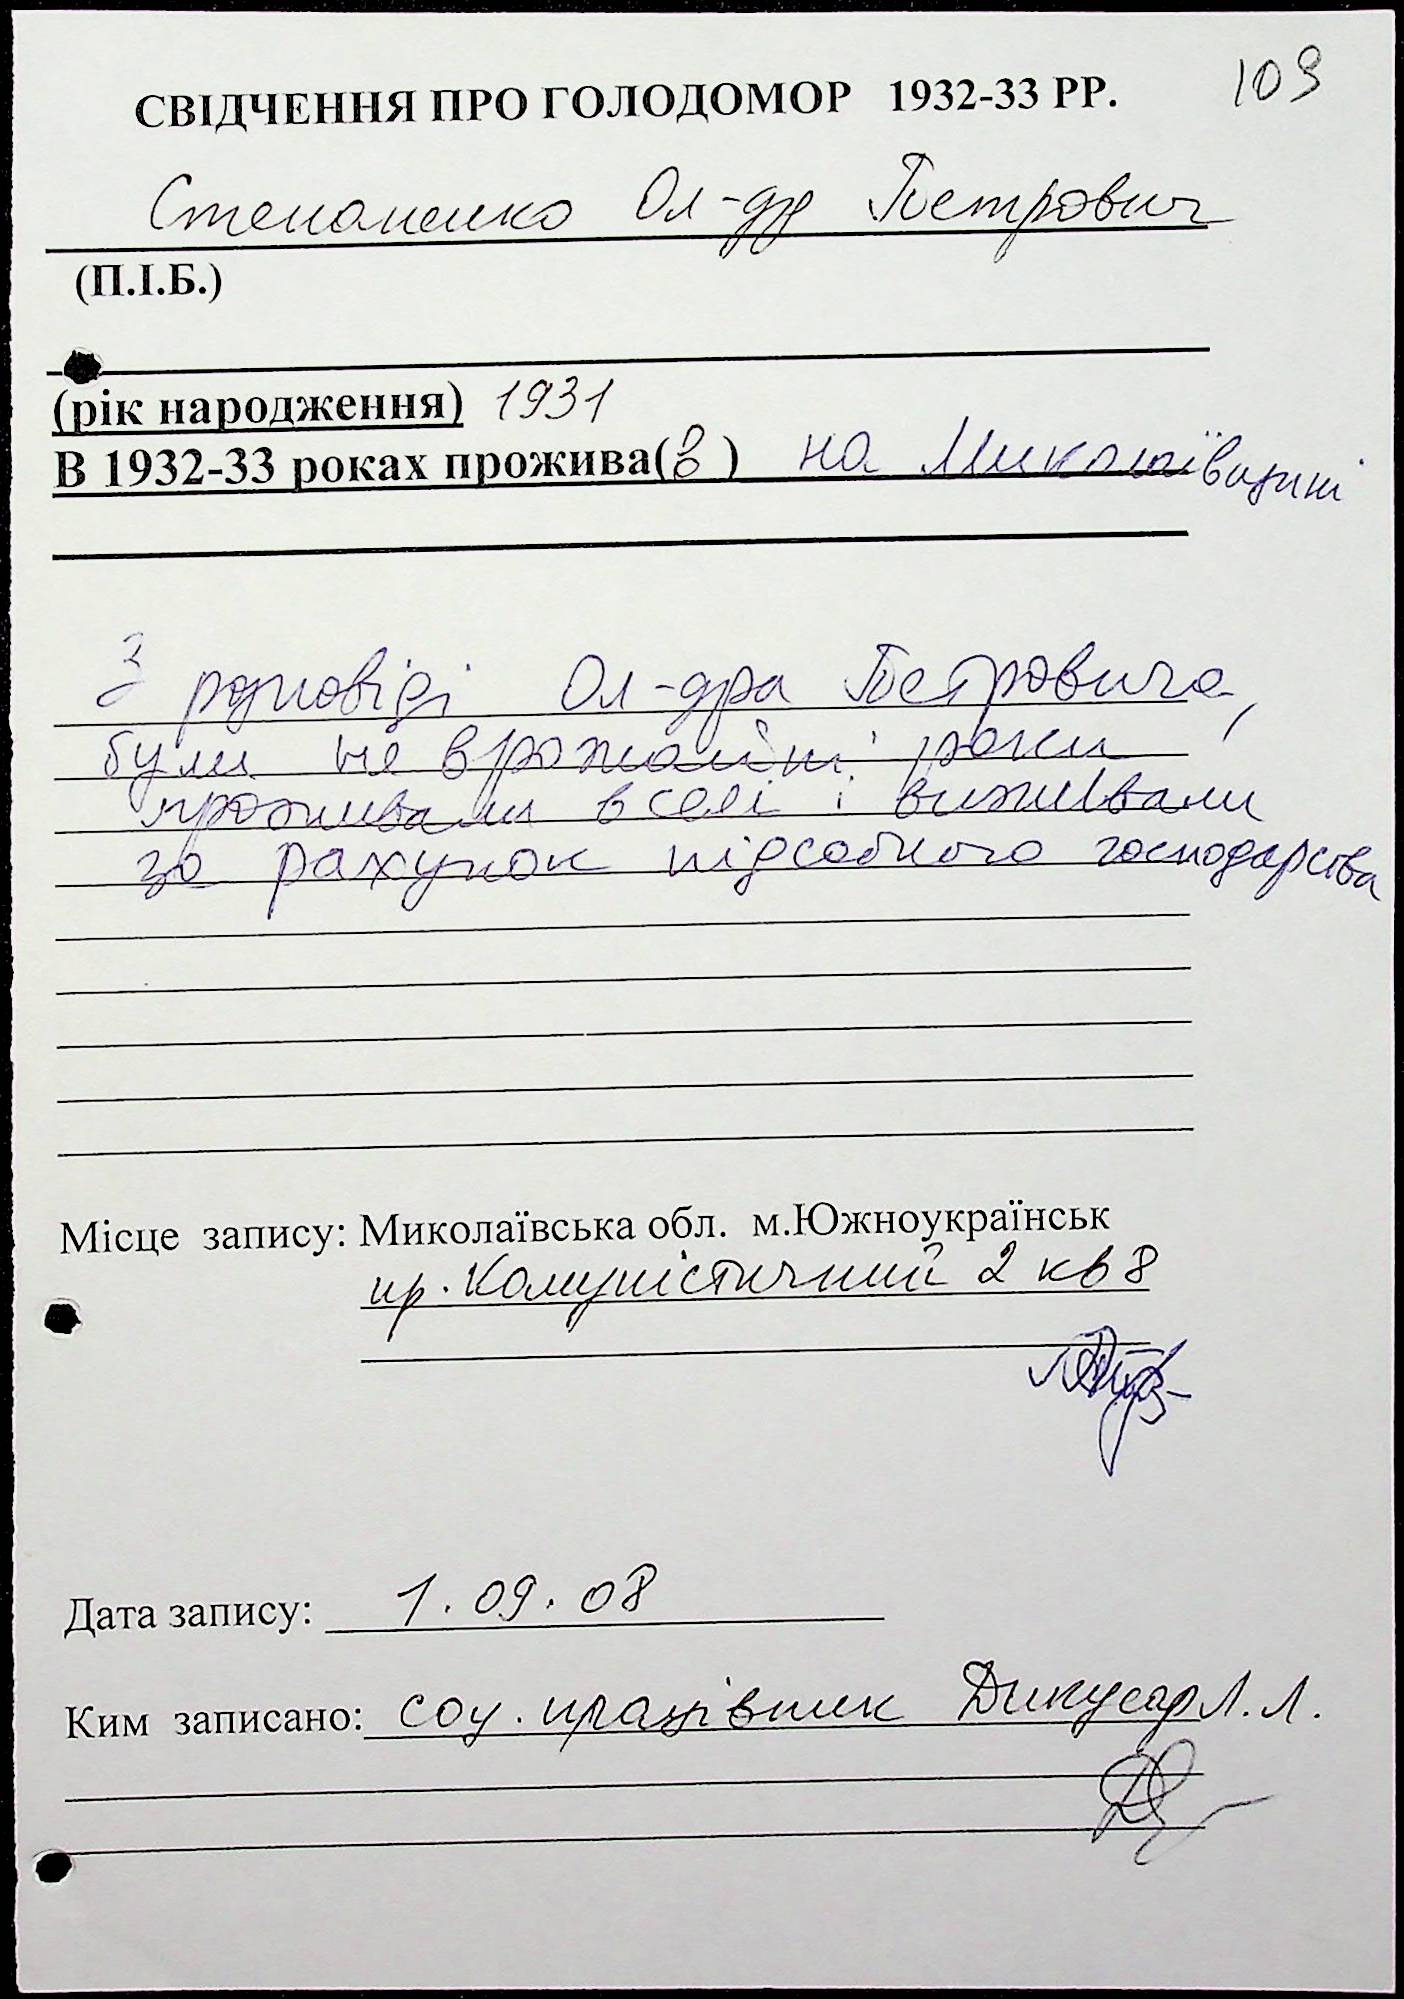 109
СВІДЧЕННЯ ПРО ГОЛОДОМОР 1932-33 РР.
Степаненко Ол-др Петрович
(П.І.Б.)
(рік народження) 1931
В 1932-33 роках прожива(в) на Миколаївщині
З розповіді Ол-дра Петровича,
були не врожайні роки
проживали в селі і виживали
за рахунок підсобного господарства
Місце запису: Миколаївська обл. м.Южноукраїнськ
пр. Комуністичний 2 кв 8
Дата запису: 1.09.08
Ким записано: соц. працівник Дикусар Л. Л.